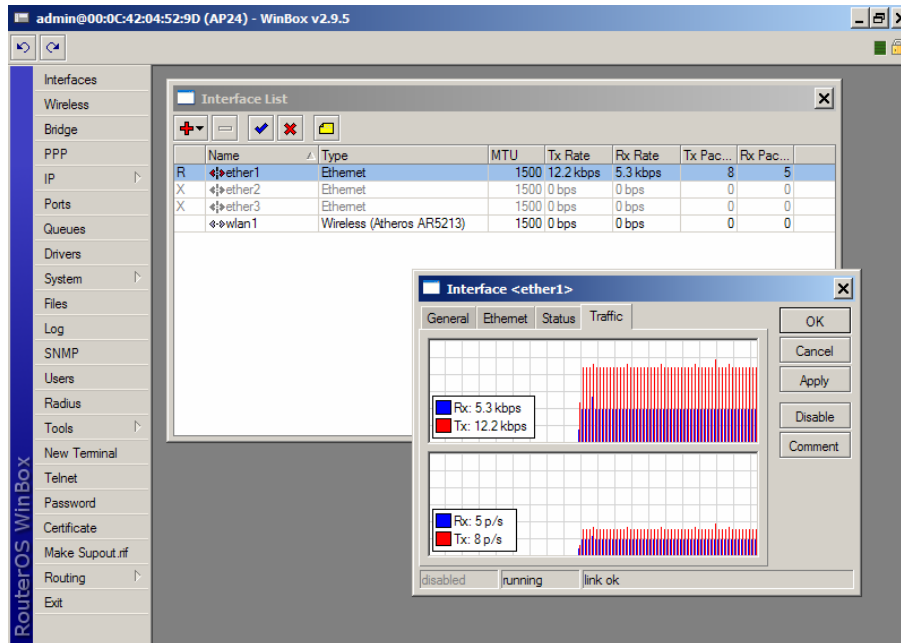 admin@00:0C:42:04:52:9D (AP24) - WinBox v2.9.5
Interfaces
Wireless
Bridge
PPP
IP
Ports
Queues
Drivers
System
Files
Log
SNMP
Users
Radius
Tools
New Terminal
Telnet
Password
Certificate
Make Supout.rif
Routing
Exit
RouterOS WinBox
Interface List
Name Type MTU Tx Rate Rx Rate Tx Pac... Rx Pac...
R ether1 Ethernet 1500 12.2 kbps 5.3 kbps 8 5
X ether2 Ethernet 1500 0 bps 0 bps 0 0
X ether3 Ethernet 1500 0 bps 0 bps 0 0
wlan1 Wireless (Atheros AR5213) 1500 0 bps 0 bps 0 0
Interface <ether1>
General Ethernet Status Traffic
Rx: 5.3 kbps
Tx: 12.2 kbps
Rx: 5 p/s
Tx: 8 p/s
OK
Cancel
Apply
Disable
Comment
disabled running link ok